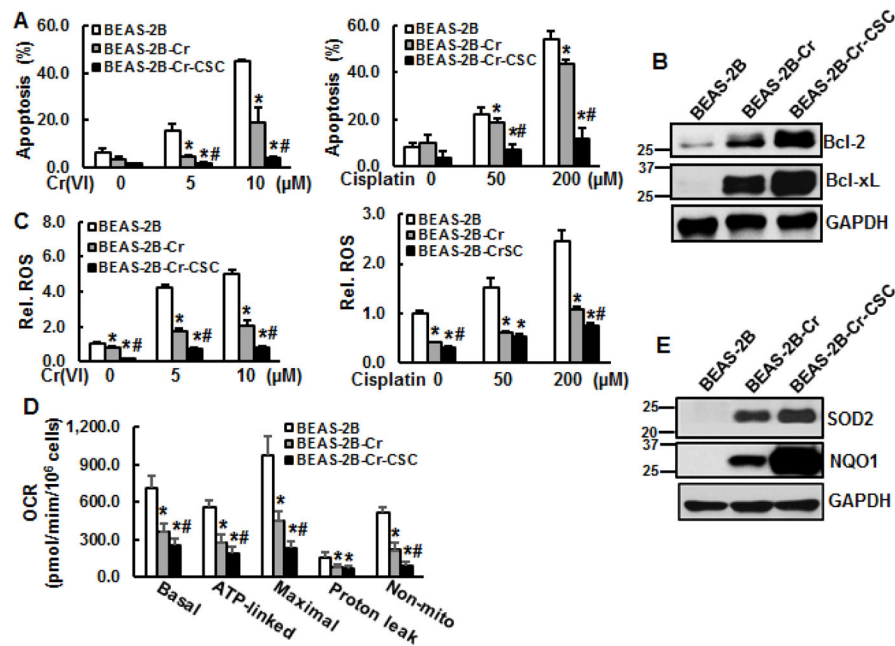 A
Apoptosis (%)
60.0
40.0
20.0
0.0
BEAS-2B
BEAS-2B-Cr
BEAS-2B-Cr-CSC
*
*#
*
*#
Cr(VI) 0 5 10 (μM)
Apoptosis (%)
60.0
40.0
20.0
0.0
BEAS-2B
BEAS-2B-Cr
BEAS-2B-Cr-CSC
*
*#
*
*#
Cisplatin 0 50 200 (μM)
B
BEAS-2B
BEAS-2B-Cr
BEAS-2B-Cr-CSC
25
Bcl-2
37
25
Bcl-xL
GAPDH
C
Rel. ROS
8.0
6.0
4.0
2.0
0.0
BEAS-2B
BEAS-2B-Cr
BEAS-2B-Cr-CSC
*
*#
*
*#
*
*#
Cr(VI) 0 5 10 (μM)
Rel. ROS
3.0
2.0
1.0
0.0
BEAS-2B
BEAS-2B-Cr
BEAS-2B-CrSC
*
*#
*
*
*
*#
Cisplatin 0 50 200 (μM)
D
OCR
(pmol/mim/10⁶ cells)
1,200.0
900.0
600.0
300.0
0.0
BEAS-2B
BEAS-2B-Cr
BEAS-2B-Cr-CSC
*
*#
*
*#
*
*#
*
*
*
*#
Basal
ATP-linked
Maximal
Proton leak
Non-mito
E
BEAS-2B
BEAS-2B-Cr
BEAS-2B-Cr-CSC
25
20
SOD2
37
25
NQO1
GAPDH